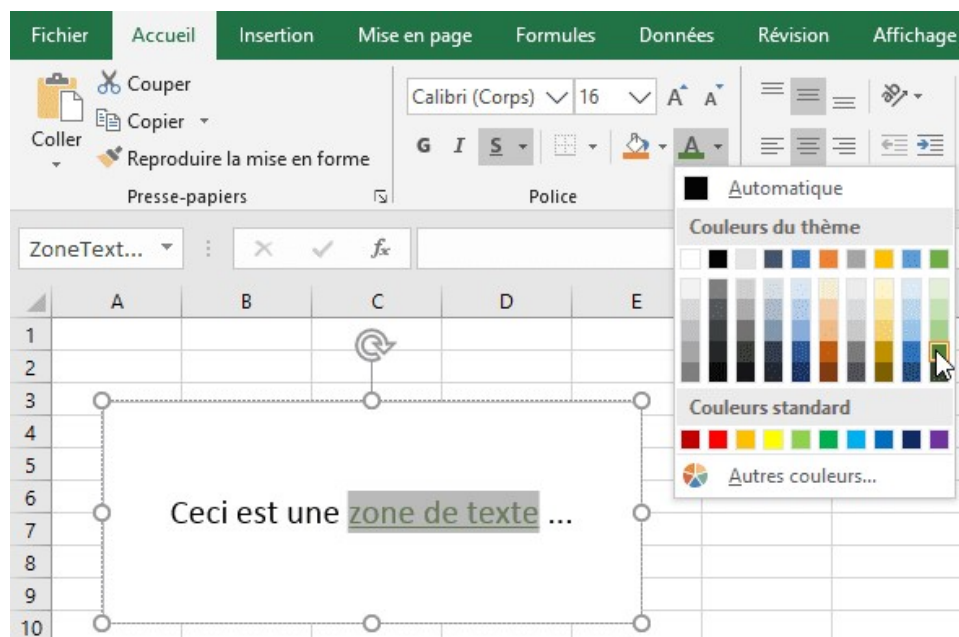 Fichier Accueil Insertion Mise en page Formules Données Révision Affichage
Couper
Calibri (Corps) 16 A A
Copier
Coller
Reproduire la mise en forme
G I S A
Presse-papiers Police
Automatique
Couleurs du thème
ZoneText... fx
A B C D E
1
2
3
Couleurs standard
4
5
Autres couleurs...
6
Ceci est une zone de texte ...
7
8
9
10